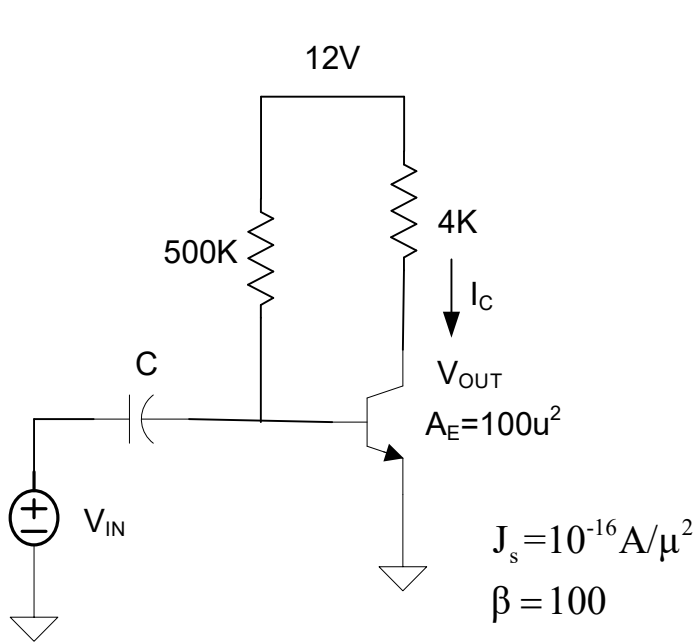 12V
500K
4K
I_C
C
V_OUT
A_E=100u²
V_IN
J_s=10⁻¹⁶A/μ²
β=100